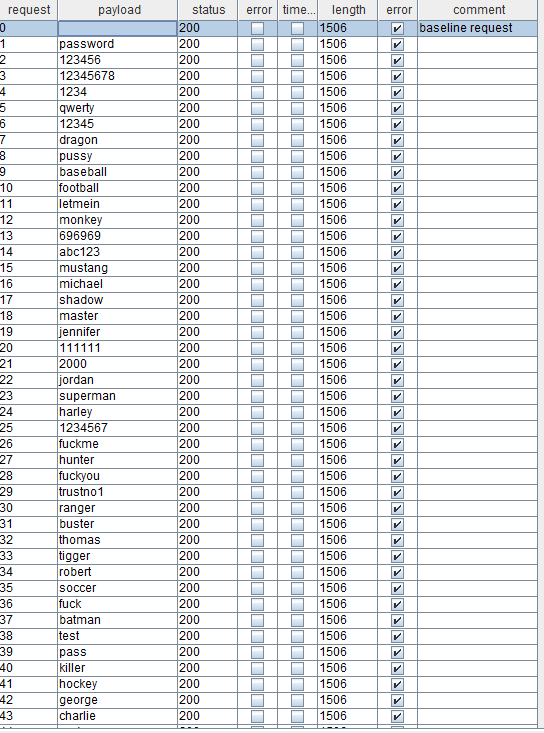 request payload status error time... length error comment
0 200 1506 baseline request
1 password 200 1506
2 123456 200 1506
3 12345678 200 1506
4 1234 200 1506
5 qwerty 200 1506
6 12345 200 1506
7 dragon 200 1506
8 pussy 200 1506
9 baseball 200 1506
10 football 200 1506
11 letmein 200 1506
12 monkey 200 1506
13 696969 200 1506
14 abc123 200 1506
15 mustang 200 1506
16 michael 200 1506
17 shadow 200 1506
18 master 200 1506
19 jennifer 200 1506
20 111111 200 1506
21 2000 200 1506
22 jordan 200 1506
23 superman 200 1506
24 harley 200 1506
25 1234567 200 1506
26 fuckme 200 1506
27 hunter 200 1506
28 fuckyou 200 1506
29 trustno1 200 1506
30 ranger 200 1506
31 buster 200 1506
32 thomas 200 1506
33 tigger 200 1506
34 robert 200 1506
35 soccer 200 1506
36 fuck 200 1506
37 batman 200 1506
38 test 200 1506
39 pass 200 1506
40 killer 200 1506
41 hockey 200 1506
42 george 200 1506
43 charlie 200 1506